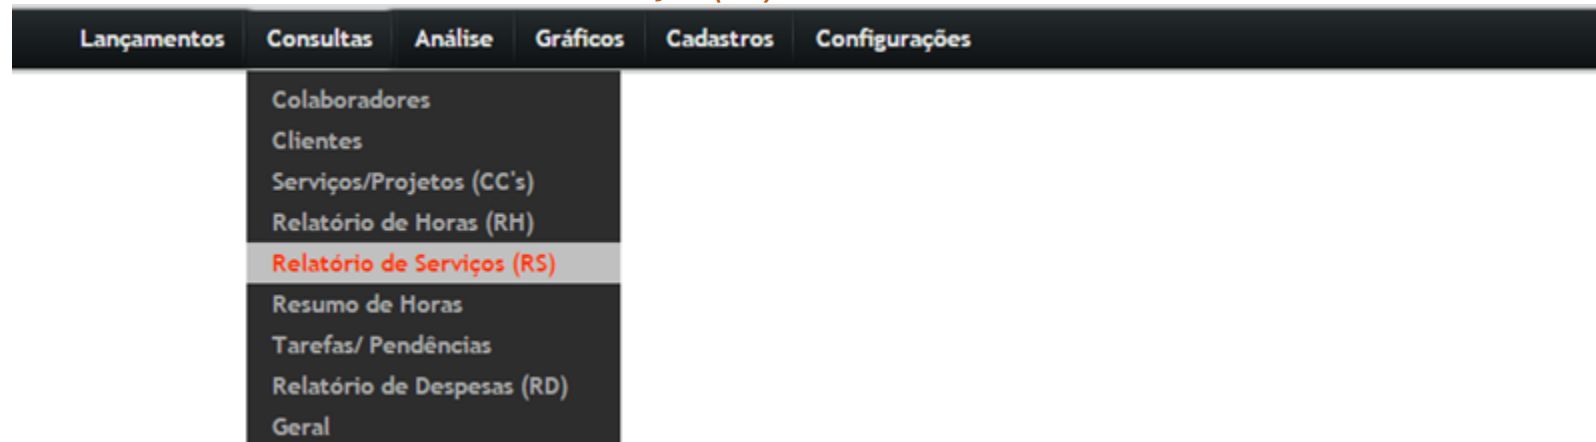 Lançamentos Consultas Análise Gráficos Cadastros Configurações
Colaboradores
Clientes
Serviços/Projetos (CC's)
Relatório de Horas (RH)
Relatório de Serviços (RS)
Resumo de Horas
Tarefas/ Pendências
Relatório de Despesas (RD)
Geral